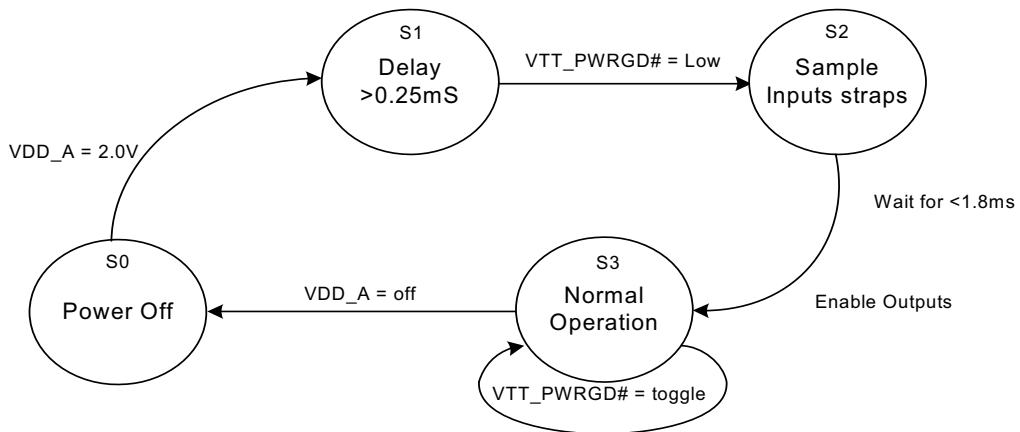 S1
Delay
>0.25mS
VTT_PWRGD# = Low
S2
Sample
Inputs straps
VDD_A = 2.0V
Wait for <1.8ms
S0
Power Off
VDD_A = off
S3
Normal
Operation
Enable Outputs
VTT_PWRGD# = toggle